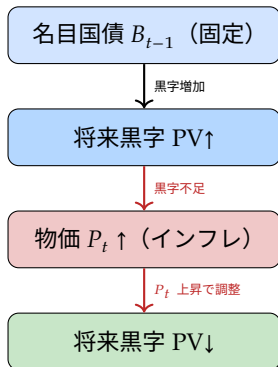 名目国債 B_{t−1}（固定）
黒字増加
将来黒字 PV↑
黒字不足
物価 P_t ↑（インフレ）
P_t 上昇で調整
将来黒字 PV↓